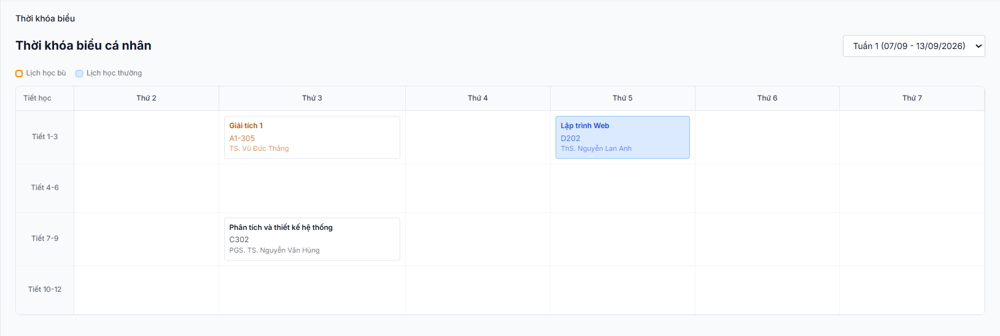 Thời khóa biểu
Thời khóa biểu cá nhân
Tuần 1 (07/09 - 13/09/2026)
Lịch học bù
Lịch học thường
Tiết học
Thứ 2
Thứ 3
Thứ 4
Thứ 5
Thứ 6
Thứ 7
Tiết 1-3
Giải tích 1
A1-305
TS. Vũ Đức Thắng
Lập trình Web
D202
ThS. Nguyễn Lan Anh
Tiết 4-6
Tiết 7-9
Phân tích và thiết kế hệ thống
C302
PGS. TS. Nguyễn Văn Hùng
Tiết 10-12